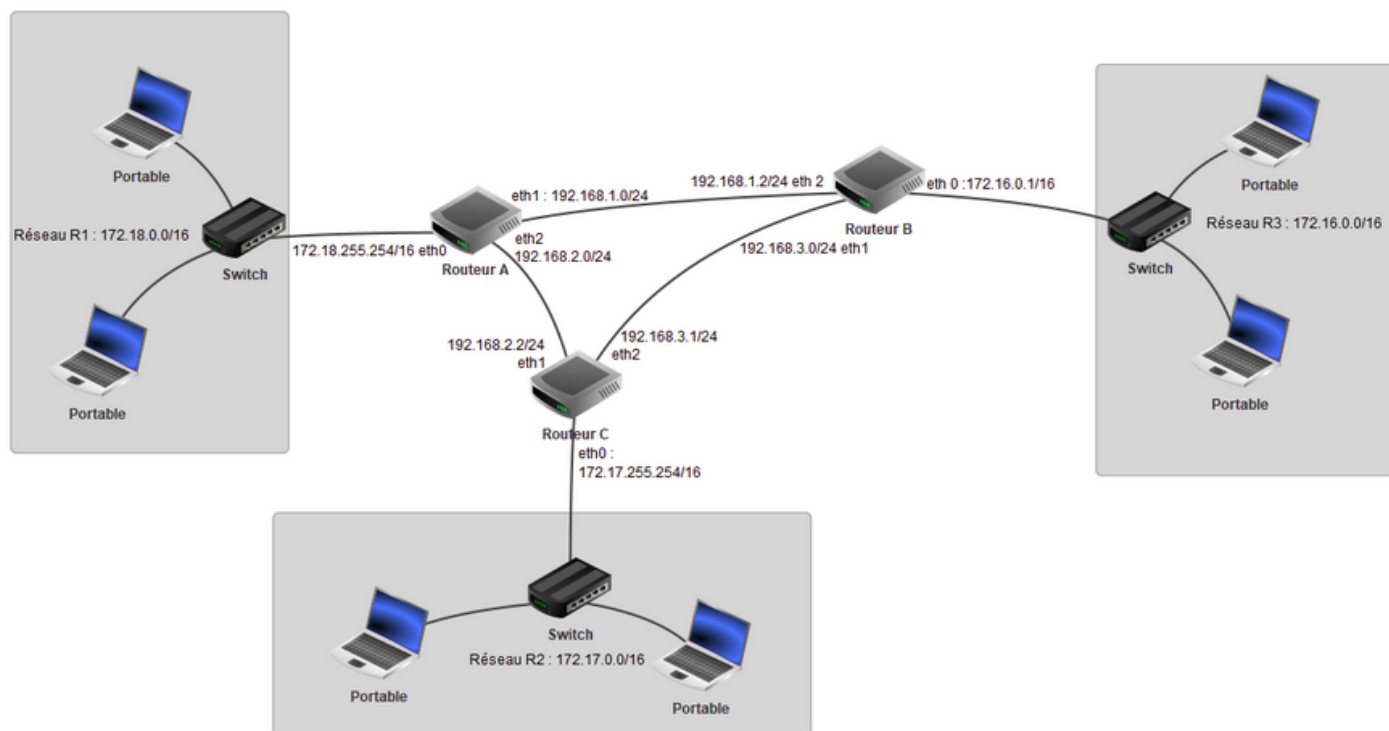 Portable
Réseau R1 : 172.18.0.0/16
Switch
Portable
172.18.255.254/16 eth0
eth1 : 192.168.1.0/24
eth2
192.168.2.0/24
Routeur A
192.168.1.2/24 eth 2
eth 0 :172.16.0.1/16
Routeur B
192.168.3.0/24 eth1
Portable
Réseau R3 : 172.16.0.0/16
Switch
Portable
192.168.2.2/24
eth1
192.168.3.1/24
eth2
Routeur C
eth0 :
172.17.255.254/16
Switch
Réseau R2 : 172.17.0.0/16
Portable
Portable